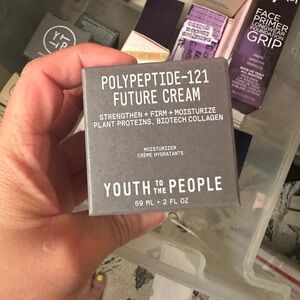 POLYPEPTIDE-121
FUTURE CREAM
STRENGTHEN + FIRM + MOISTURIZE
PLANT PROTEINS, BIOTECH COLLAGEN
MOISTURIZER
CRÈME HYDRATANTE
YOUTH TO THE PEOPLE
59 ML • 2 FL OZ
FACE
PRIMER
GRIP